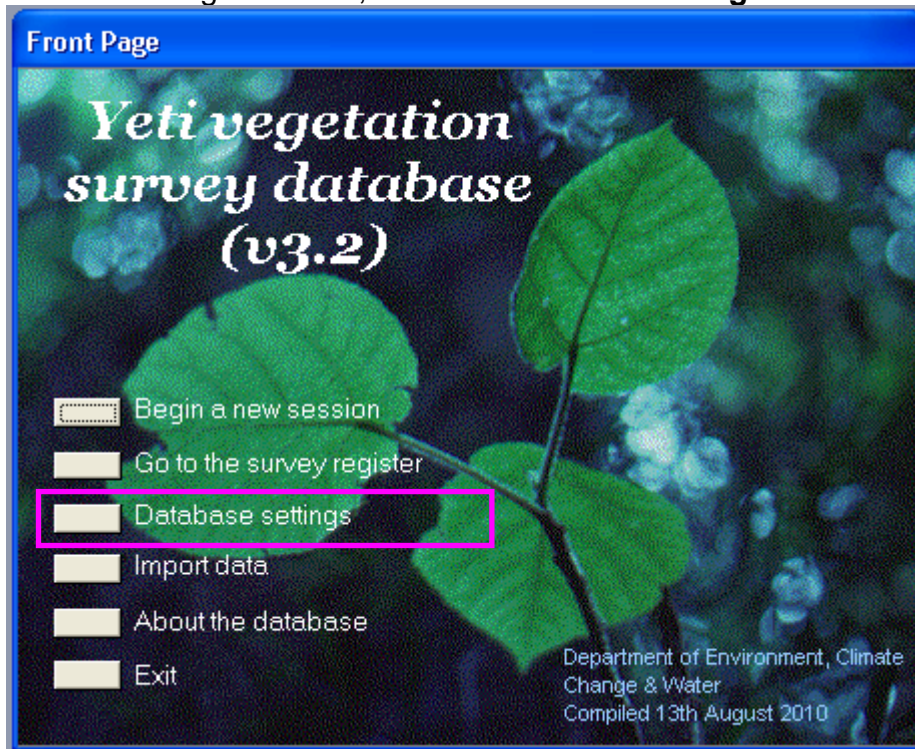 Front Page
Yeti vegetation
survey database
(v3.2)
Begin a new session
Go to the survey register
Database settings
Import data
About the database
Exit
Department of Environment, Climate
Change & Water
Compiled 13th August 2010